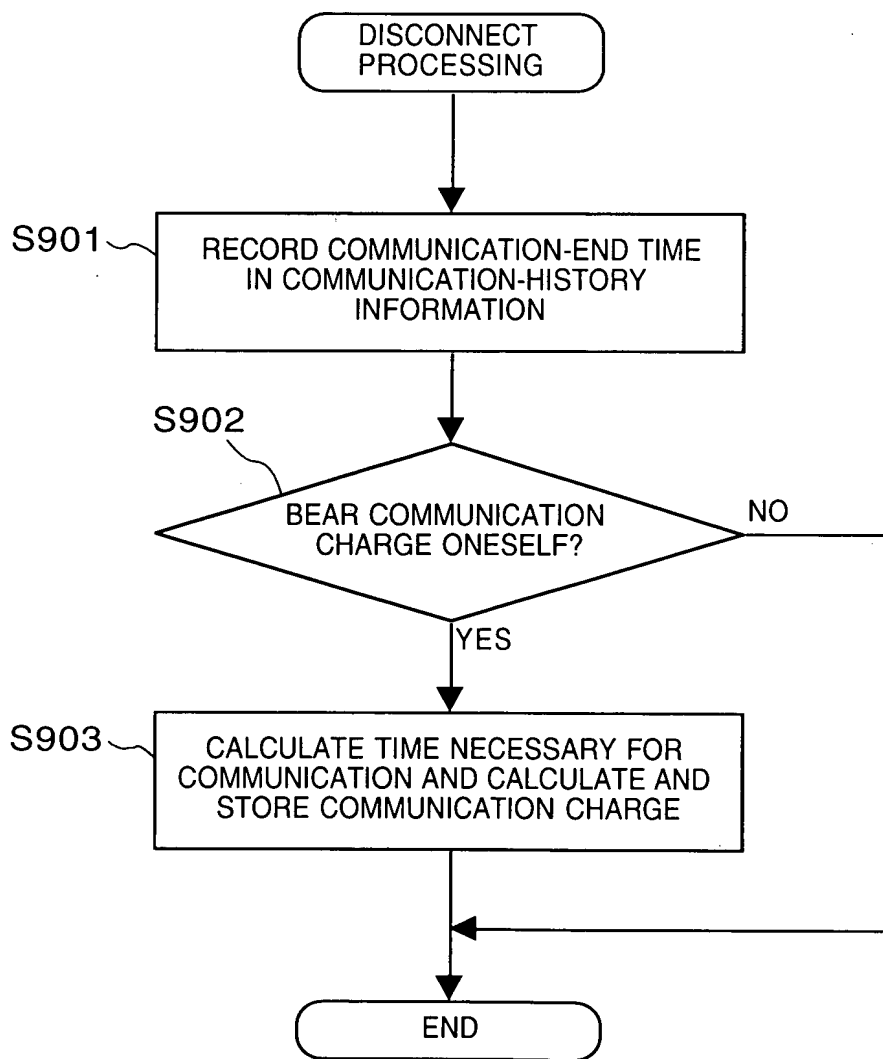 DISCONNECT
PROCESSING
S901
RECORD COMMUNICATION-END TIME
IN COMMUNICATION-HISTORY
INFORMATION
S902
BEAR COMMUNICATION
CHARGE ONESELF?
NO
YES
S903
CALCULATE TIME NECESSARY FOR
COMMUNICATION AND CALCULATE AND
STORE COMMUNICATION CHARGE
END